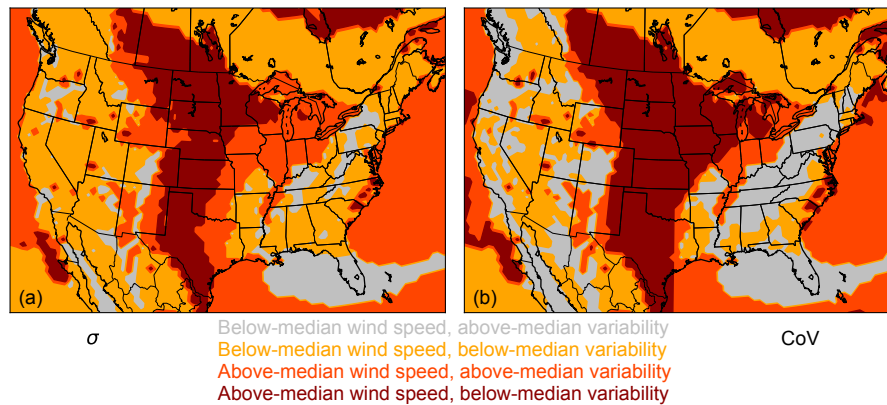 (a)
(b)
σ
CoV
Below-median wind speed, above-median variability
Below-median wind speed, below-median variability
Above-median wind speed, above-median variability
Above-median wind speed, below-median variability